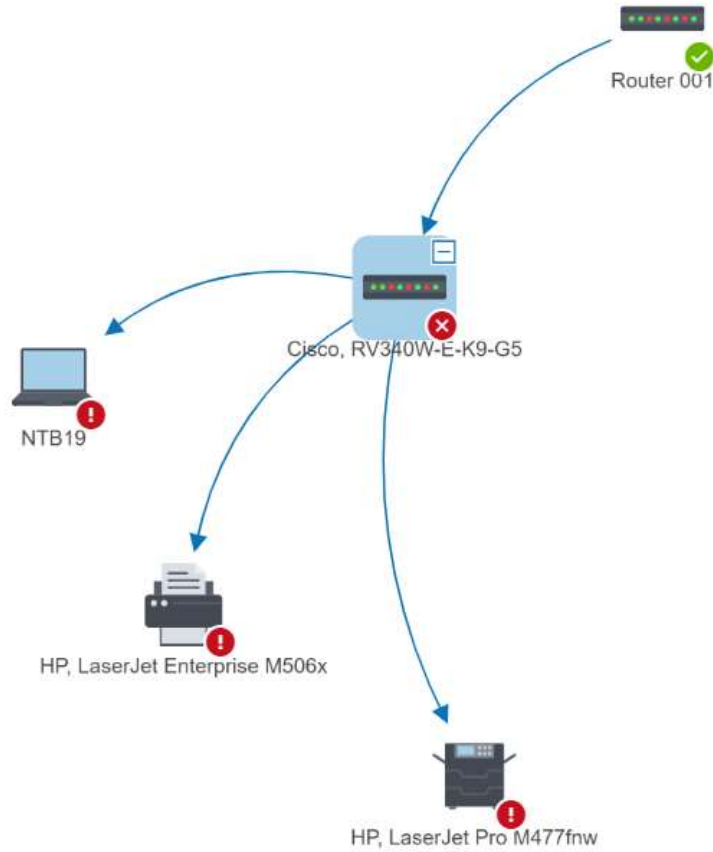 Router 001
Cisco, RV340W-E-K9-G5
NTB19
HP, LaserJet Enterprise M506x
HP, LaserJet Pro M477fnw